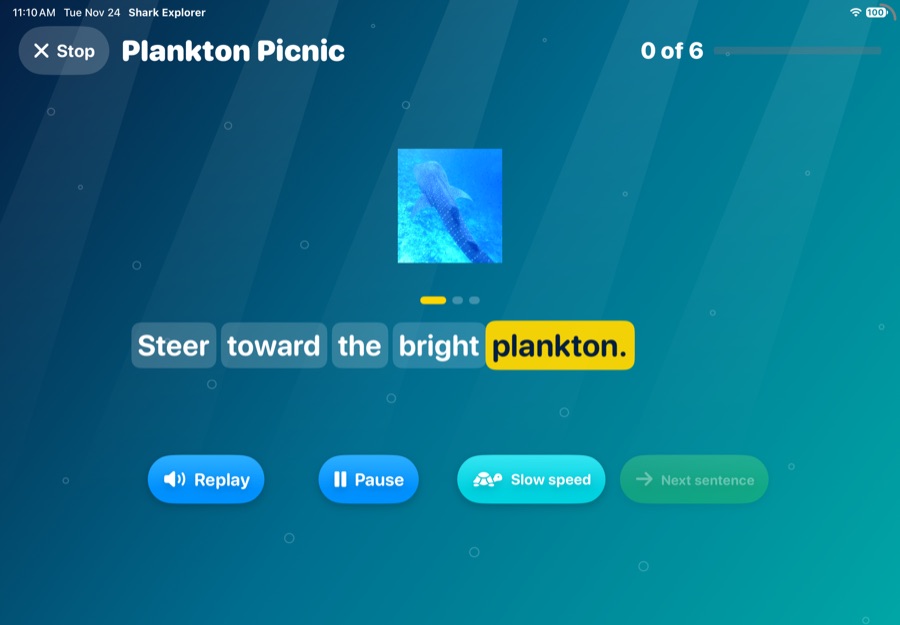 11:10 AM Tue Nov 24 Shark Explorer
100
Stop Plankton Picnic 0 of 6
Steer toward the bright plankton.
Replay Pause Slow speed Next sentence